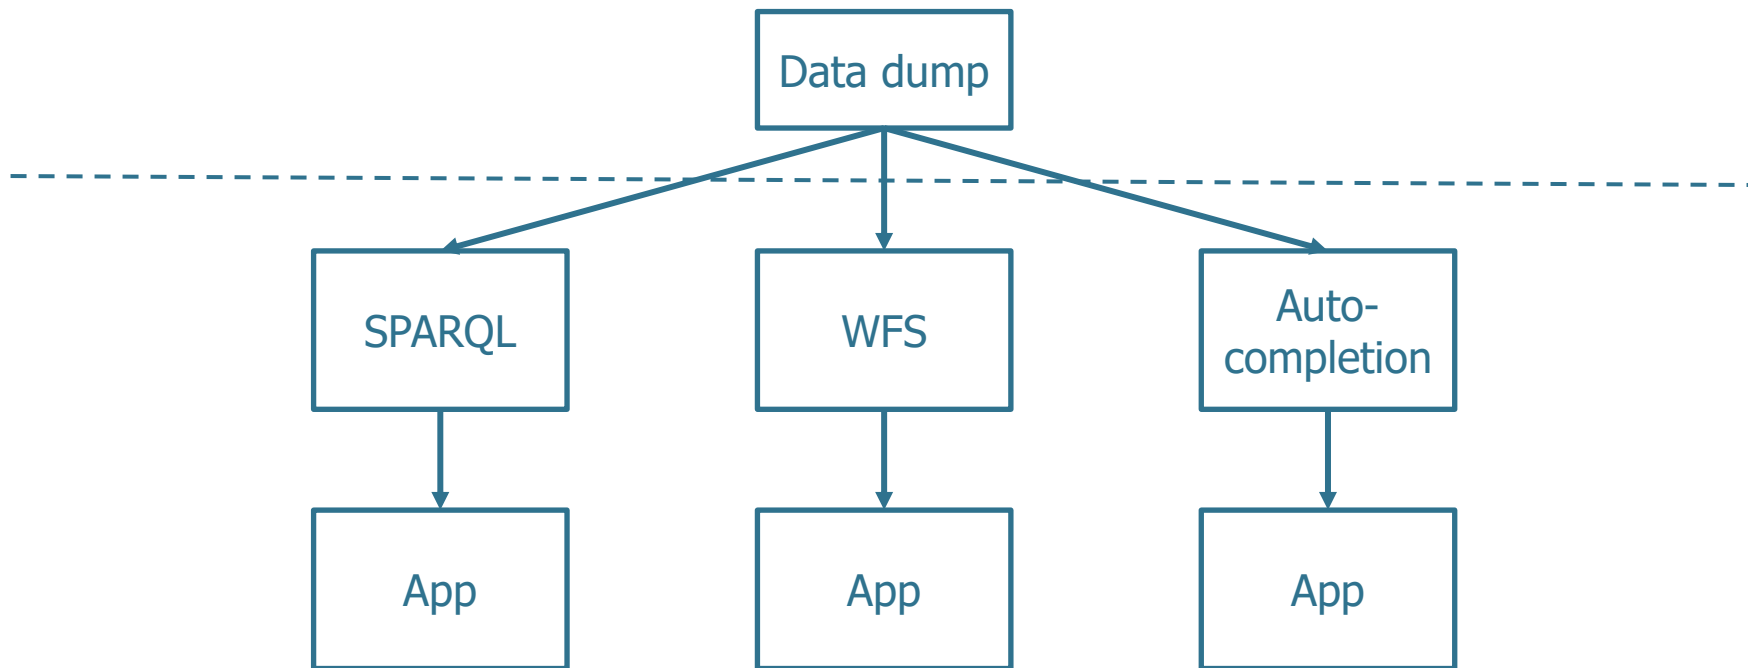 Data dump
SPARQL
WFS
Auto-
completion
App
App
App